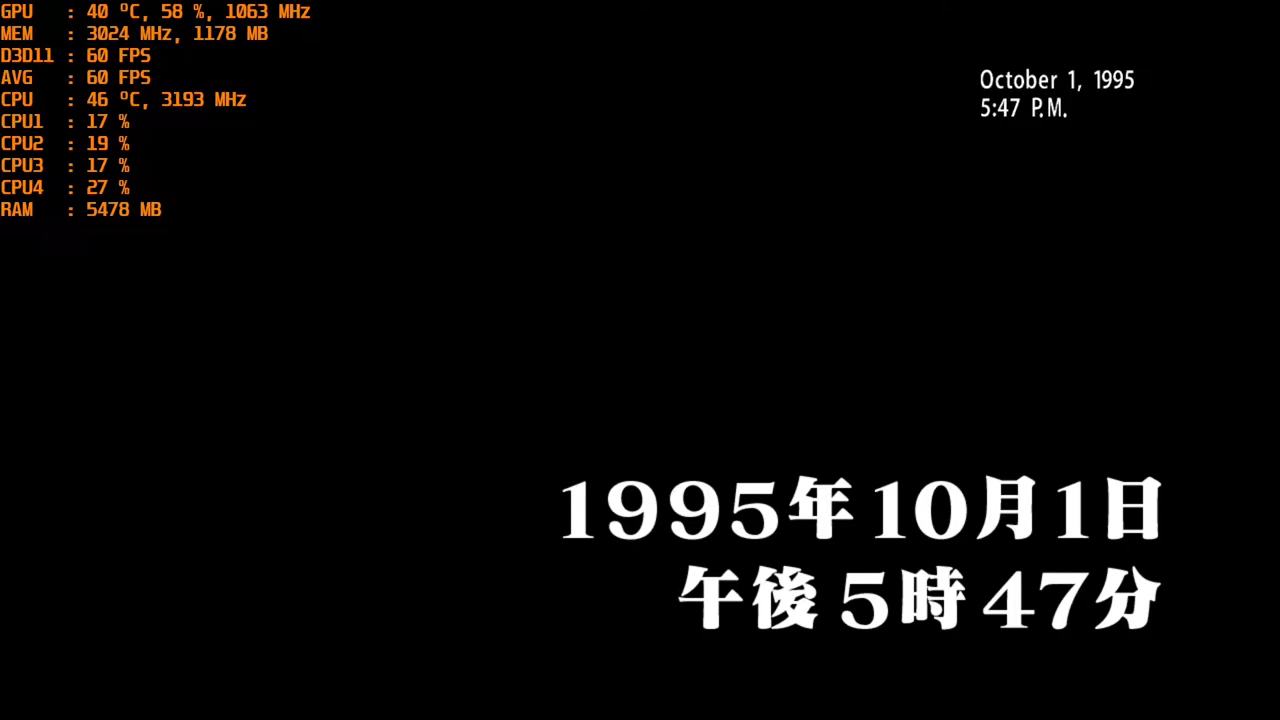 GPU : 40 ºC, 58 %, 1063 MHz
MEM : 3024 MHz, 1178 MB
D3D11 : 60 FPS
AVG : 60 FPS
CPU : 46 ºC, 3193 MHz
CPU1 : 17 %
CPU2 : 19 %
CPU3 : 17 %
CPU4 : 27 %
RAM : 5478 MB
October 1, 1995
5:47 P.M.
1995年10月1日
午後5時47分